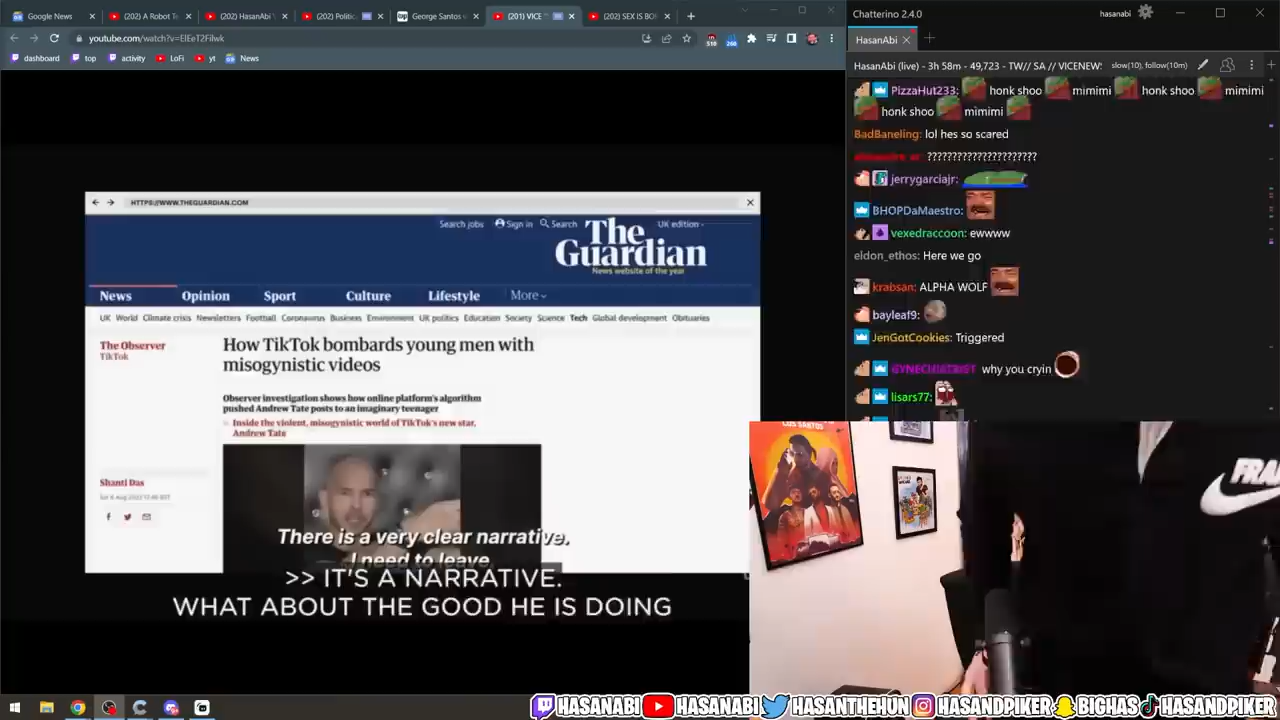 Google News
(202) A Robot T
(202) HasanAbi
(202) Politic
George Santos v
(201) VICE
(202) SEX IS BO
youtube.com/watch?v=ElEeT2Filwk
dashboard
top
activity
LoFi
yt
News
HTTPS://WWW.THEGUARDIAN.COM
Search jobs
Sign in
Search
UK edition
The
Guardian
News website of the year
News
Opinion
Sport
Culture
Lifestyle
More
UK World Climate crisis Newsletters Football Coronavirus Business Environment UK politics Education Society Science Tech Global development Obituaries
The Observer
TikTok
How TikTok bombards young men with
misogynistic videos
Observer investigation shows how online platform's algorithm
pushed Andrew Tate posts to an imaginary teenager
Inside the violent, misogynistic world of TikTok's new star,
Andrew Tate
Shanti Das
There is a very clear narrative.
I need to leave.
>> IT'S A NARRATIVE.
WHAT ABOUT THE GOOD HE IS DOING
Chatterino 2.4.0
hasanabi
HasanAbi
HasanAbi (live) - 3h 58m - 49,723 - TW// SA // VICENEWS
slow(10), follow(10m)
PizzaHut233: honk shoo mimimi honk shoo mimimi
honk shoo mimimi
BadBaneling: lol hes so scared
??????????????????????
jerrygarciajr:
BHOPDaMaestro:
vexedraccoon: ewwww
eldon_ethos: Here we go
krabsan: ALPHA WOLF
bayleaf9:
JenGotCookies: Triggered
why you cryin
lisars77:
LOS SANTOS
FRA
HASANABI
HASANABI
HASANTHEHUN
HASANDPIKER
BIGHAS
HASANDPIKER